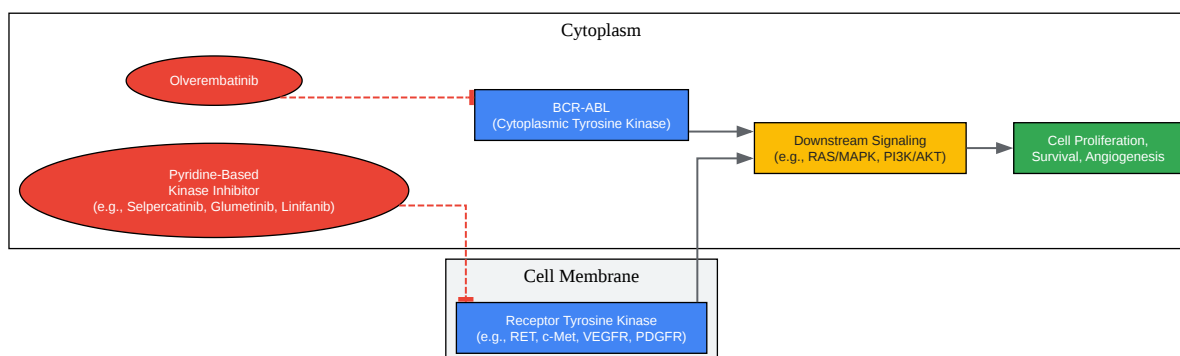 Cytoplasm
Olverembatinib
BCR-ABL
(Cytoplasmic Tyrosine Kinase)
Downstream Signaling
(e.g., RAS/MAPK, PI3K/AKT)
Cell Proliferation,
Survival, Angiogenesis
Pyridine-Based
Kinase Inhibitor
(e.g., Selpercatinib, Glumetinib, Linifanib)
Cell Membrane
Receptor Tyrosine Kinase
(e.g., RET, c-Met, VEGFR, PDGFR)